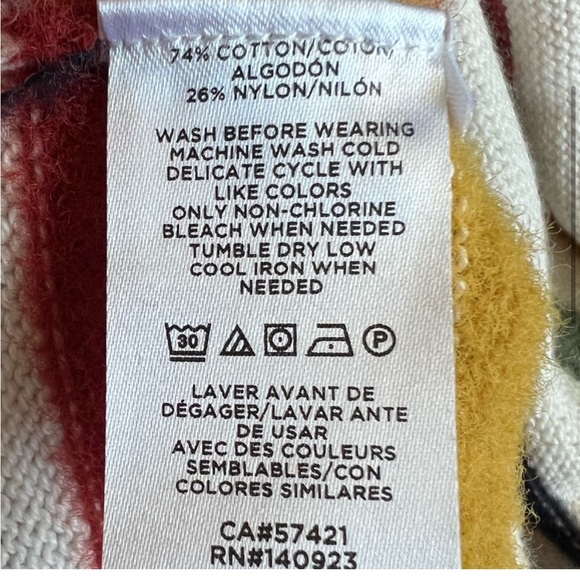 74% COTTON/COTON/
ALGODÓN
26% NYLON/NILÓN
WASH BEFORE WEARING
MACHINE WASH COLD
DELICATE CYCLE WITH
LIKE COLORS
ONLY NON-CHLORINE
BLEACH WHEN NEEDED
TUMBLE DRY LOW
COOL IRON WHEN
NEEDED
30 P
LAVER AVANT DE
DÉGAGER/LAVAR ANTE
DE USAR
AVEC DES COULEURS
SEMBLABLES/CON
COLORES SIMILARES
CA#57421
RN#140923